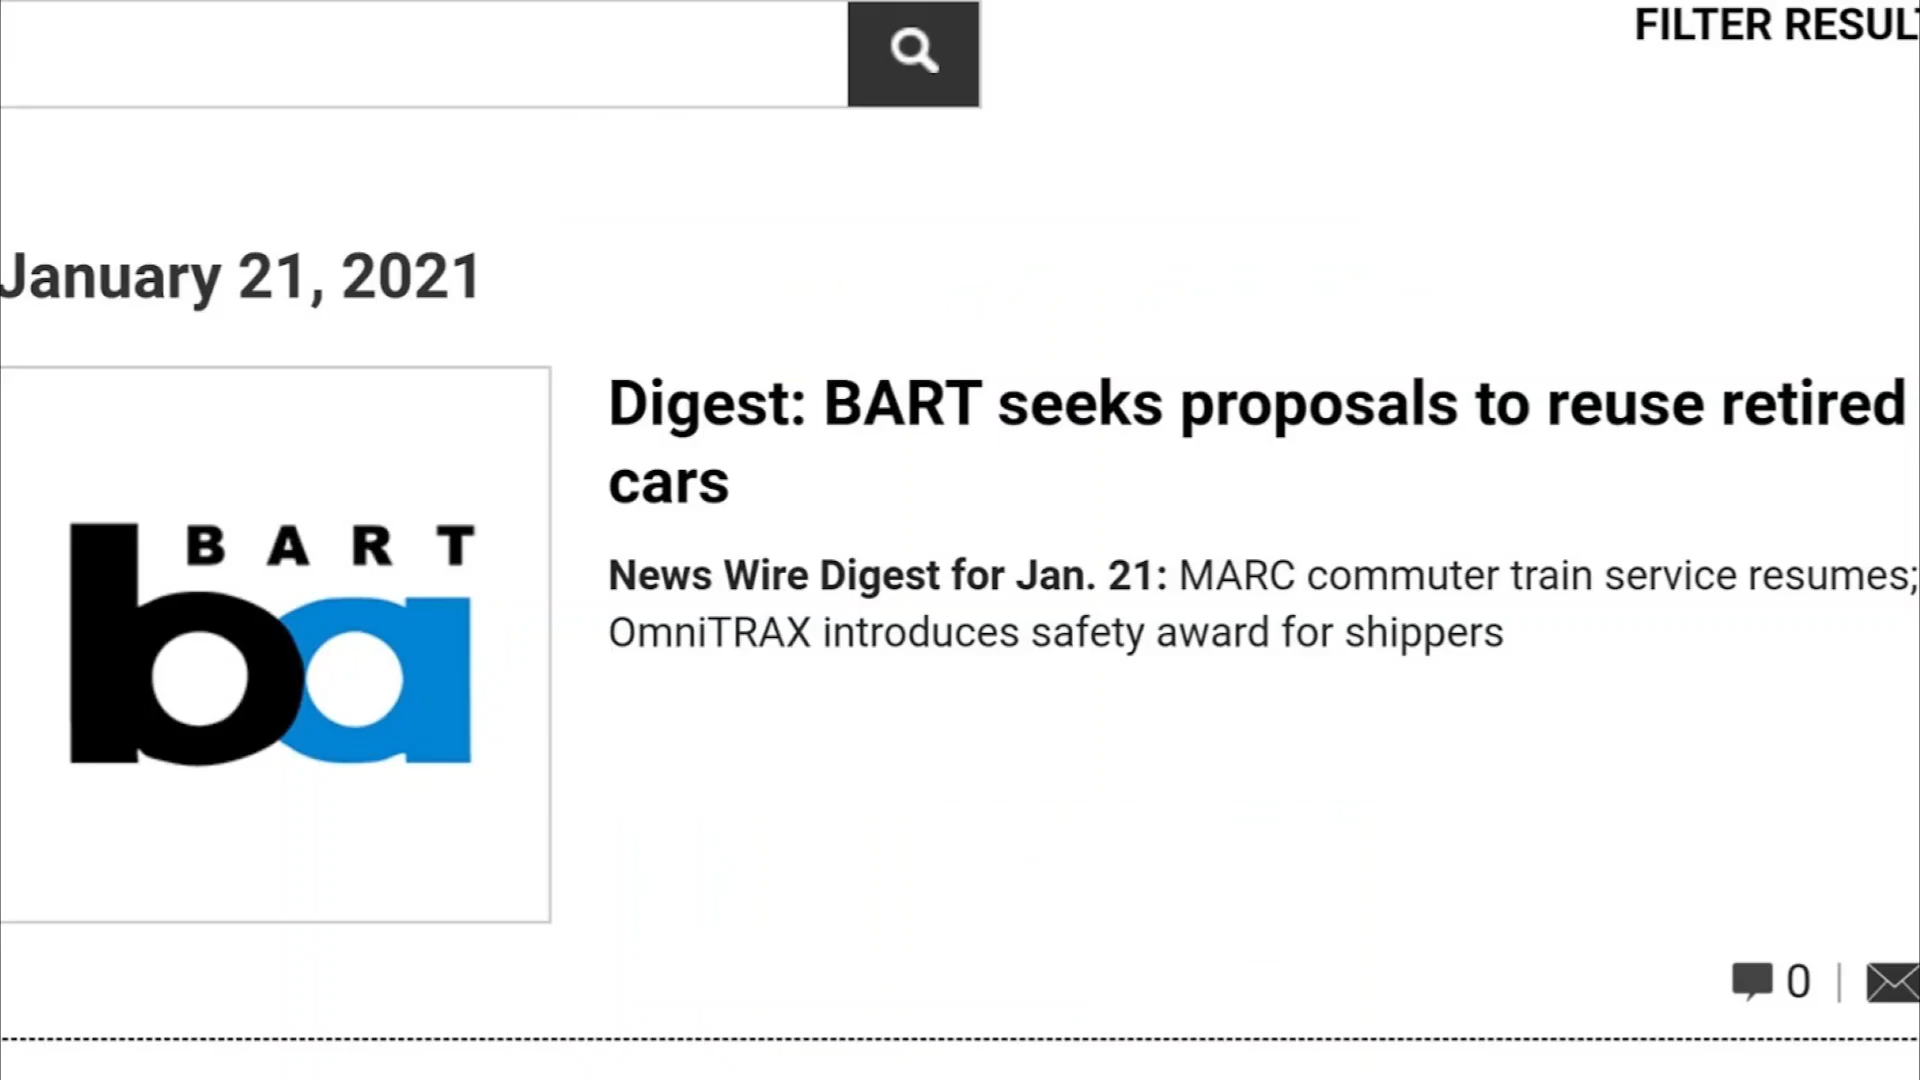 FILTER RESUL
January 21, 2021
Digest: BART seeks proposals to reuse retired
cars
BART
ba
News Wire Digest for Jan. 21: MARC commuter train service resumes;
OmniTRAX introduces safety award for shippers
0